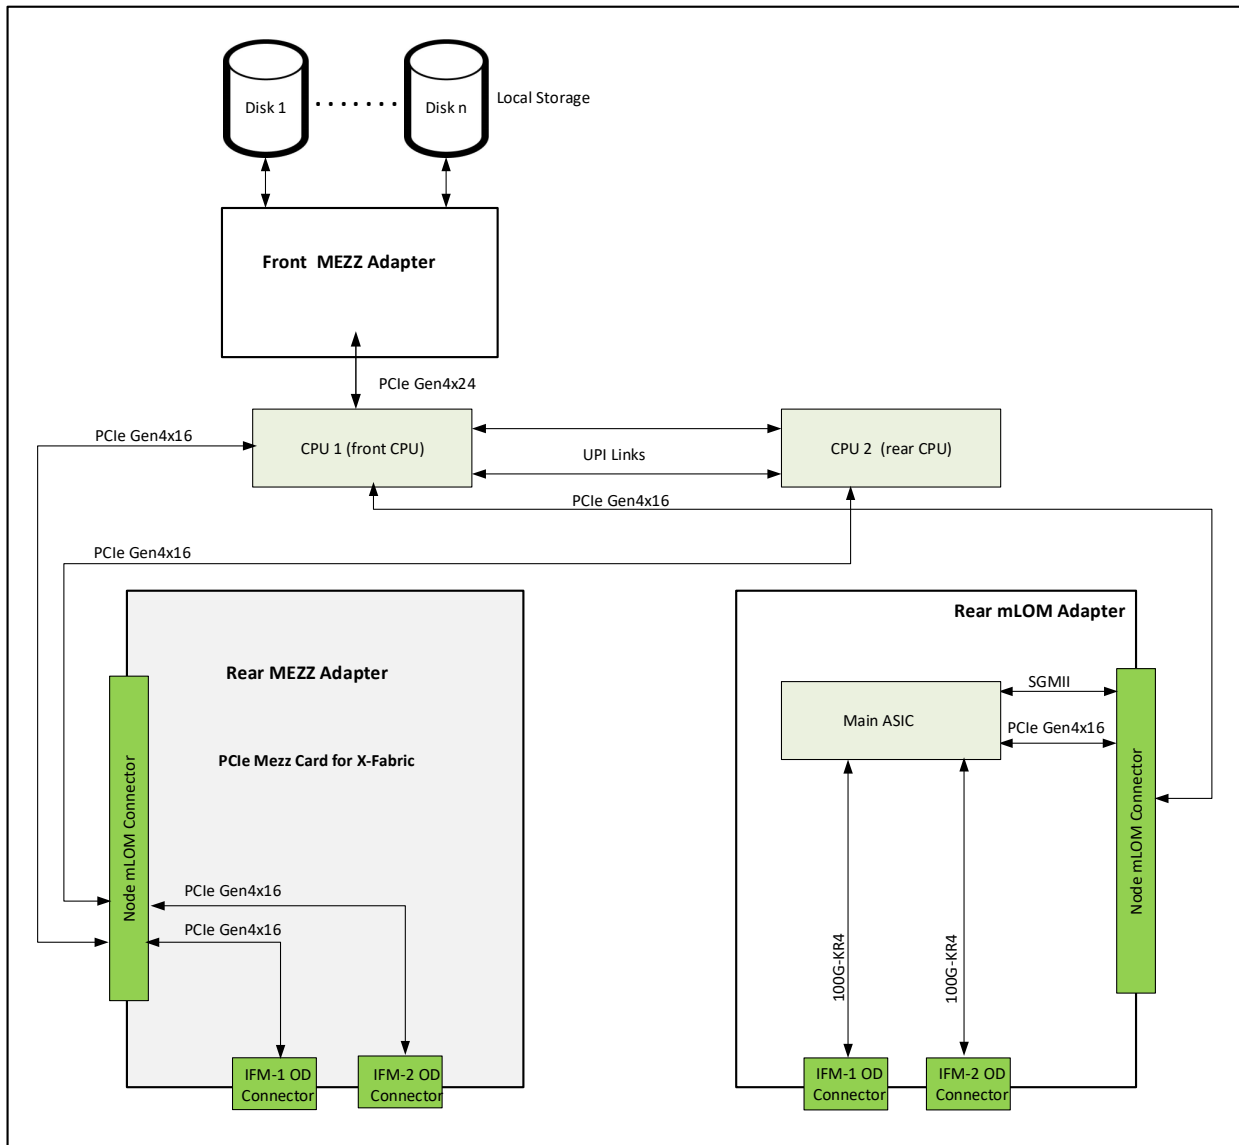 Disk 1
Disk n
Local Storage
Front MEZZ Adapter
PCIe Gen4x24
PCIe Gen4x16
CPU 1 (front CPU)
UPI Links
CPU 2 (rear CPU)
PCIe Gen4x16
PCIe Gen4x16
Rear MEZZ Adapter
PCIe Mezz Card for X-Fabric
Node mLOM Connector
PCIe Gen4x16
PCIe Gen4x16
IFM-1 OD
Connector
IFM-2 OD
Connector
Rear mLOM Adapter
SGMII
Main ASIC
PCIe Gen4x16
Node mLOM Connector
100G-KR4
100G-KR4
IFM-1 OD
Connector
IFM-2 OD
Connector